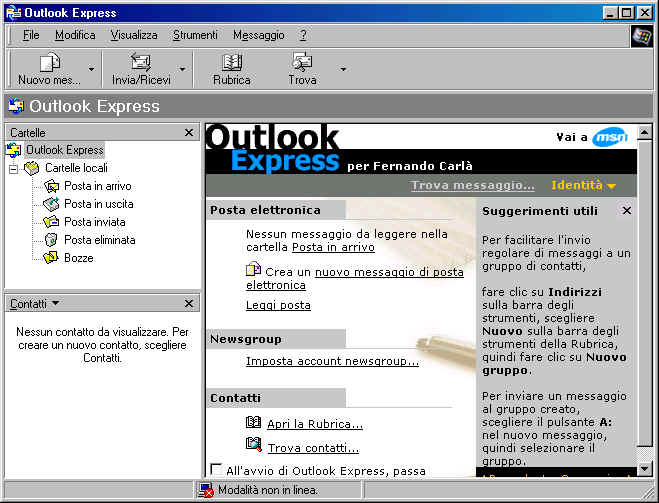 Outlook Express
File Modifica Visualizza Strumenti Messaggio ?
Nuovo mes... Invia/Ricevi Rubrica Trova
Outlook Express
Cartelle
Outlook Express
Cartelle locali
Posta in arrivo
Posta in uscita
Posta inviata
Posta eliminata
Bozze
Contatti
Nessun contatto da visualizzare. Per
creare un nuovo contatto, scegliere
Contatti.
Outlook
Express per Fernando Carlà
Vai a msn
Trova messaggio... Identità
Posta elettronica
Nessun messaggio da leggere nella
cartella Posta in arrivo
Crea un nuovo messaggio di posta
elettronica
Leggi posta
Newsgroup
Imposta account newsgroup...
Contatti
Apri la Rubrica...
Trova contatti...
All'avvio di Outlook Express, passa
Suggerimenti utili
Per facilitare l'invio
regolare di messaggi a un
gruppo di contatti,
fare clic su Indirizzi
sulla barra degli
strumenti, scegliere
Nuovo sulla barra degli
strumenti della Rubrica,
quindi fare clic su Nuovo
gruppo.
Per inviare un messaggio
al gruppo creato,
scegliere il pulsante A:
nel nuovo messaggio,
quindi selezionare il
gruppo.
Modalità non in linea.